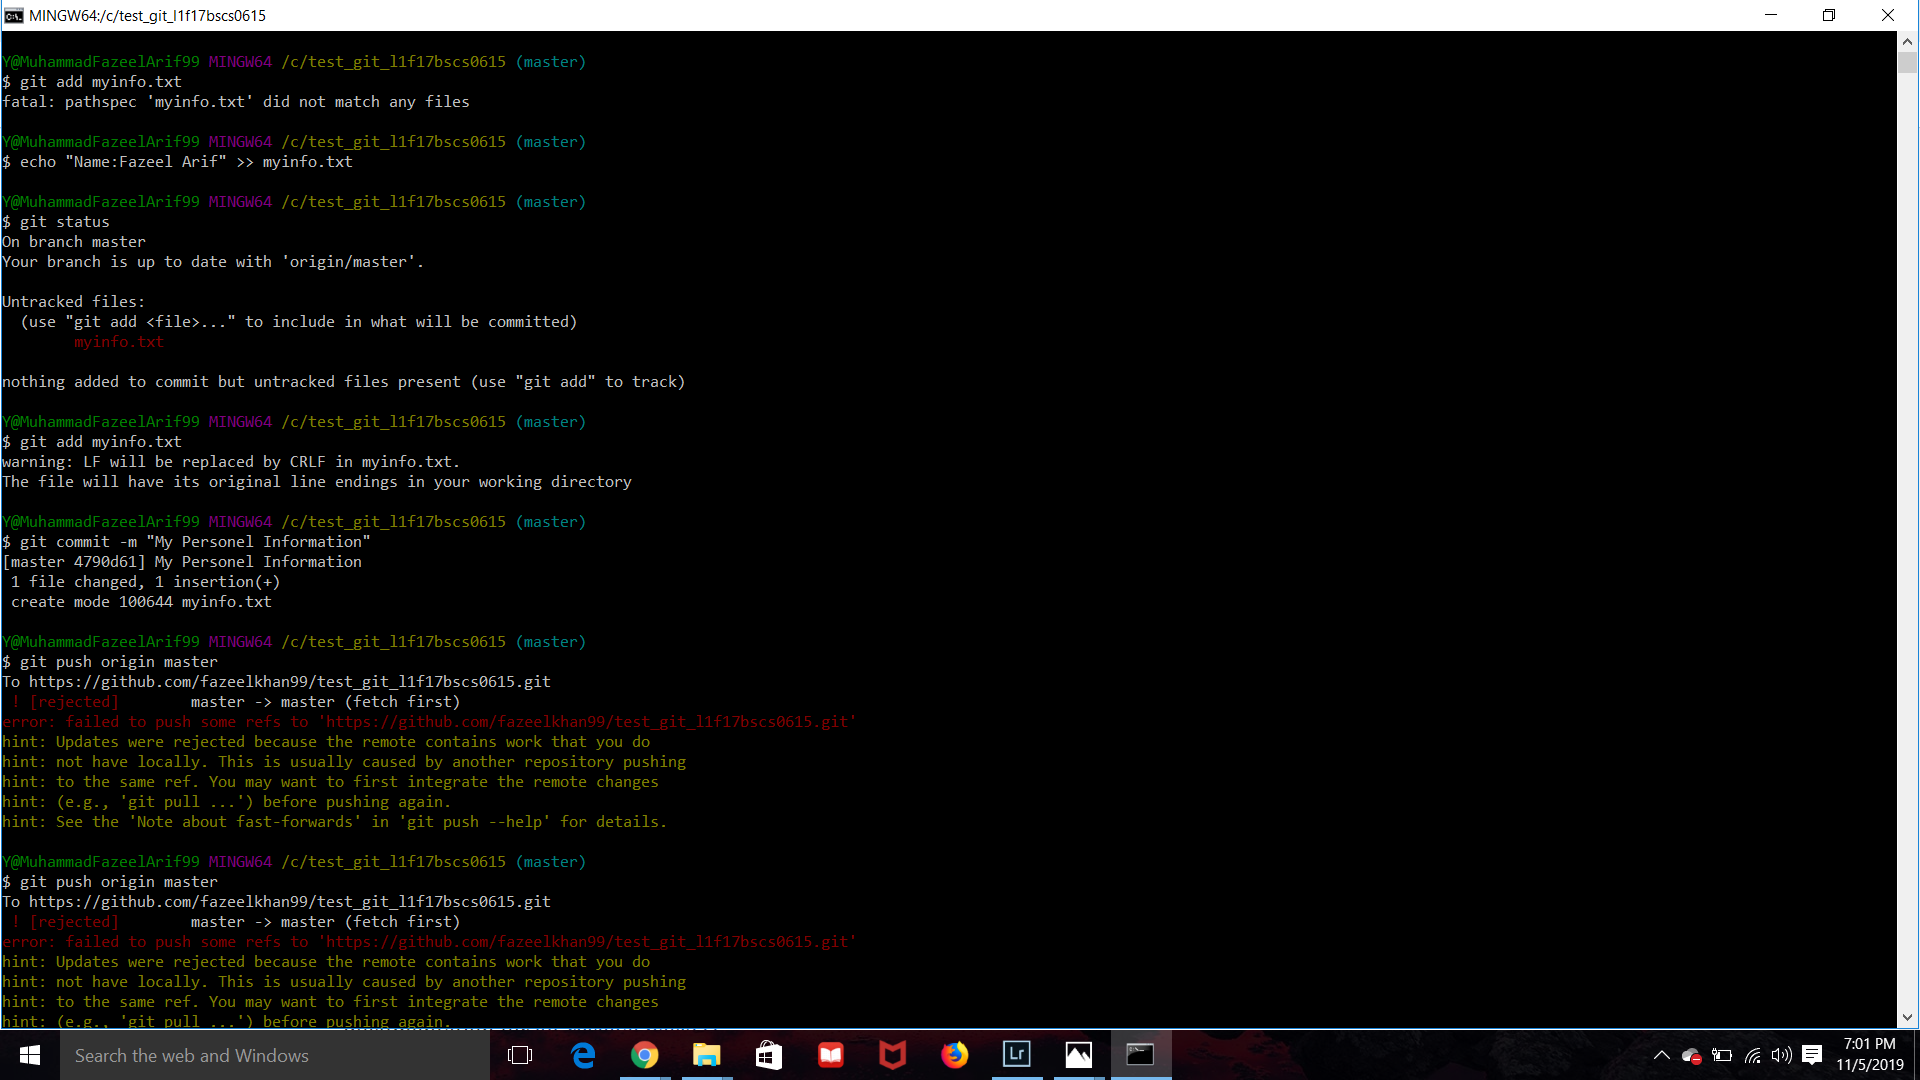 MINGW64:/c/test_git_l1f17bscs0615
Y@MuhammadFazeelArif99 MINGW64 /c/test_git_l1f17bscs0615 (master)
$ git add myinfo.txt
fatal: pathspec 'myinfo.txt' did not match any files
Y@MuhammadFazeelArif99 MINGW64 /c/test_git_l1f17bscs0615 (master)
$ echo "Name:Fazeel Arif" >> myinfo.txt
Y@MuhammadFazeelArif99 MINGW64 /c/test_git_l1f17bscs0615 (master)
$ git status
On branch master
Your branch is up to date with 'origin/master'.
Untracked files:
  (use "git add <file>..." to include in what will be committed)
        myinfo.txt
nothing added to commit but untracked files present (use "git add" to track)
Y@MuhammadFazeelArif99 MINGW64 /c/test_git_l1f17bscs0615 (master)
$ git add myinfo.txt
warning: LF will be replaced by CRLF in myinfo.txt.
The file will have its original line endings in your working directory
Y@MuhammadFazeelArif99 MINGW64 /c/test_git_l1f17bscs0615 (master)
$ git commit -m "My Personel Information"
[master 4790d61] My Personel Information
 1 file changed, 1 insertion(+)
 create mode 100644 myinfo.txt
Y@MuhammadFazeelArif99 MINGW64 /c/test_git_l1f17bscs0615 (master)
$ git push origin master
To https://github.com/fazeelkhan99/test_git_l1f17bscs0615.git
 ! [rejected]        master -> master (fetch first)
error: failed to push some refs to 'https://github.com/fazeelkhan99/test_git_l1f17bscs0615.git'
hint: Updates were rejected because the remote contains work that you do
hint: not have locally. This is usually caused by another repository pushing
hint: to the same ref. You may want to first integrate the remote changes
hint: (e.g., 'git pull ...') before pushing again.
hint: See the 'Note about fast-forwards' in 'git push --help' for details.
Y@MuhammadFazeelArif99 MINGW64 /c/test_git_l1f17bscs0615 (master)
$ git push origin master
To https://github.com/fazeelkhan99/test_git_l1f17bscs0615.git
 ! [rejected]        master -> master (fetch first)
error: failed to push some refs to 'https://github.com/fazeelkhan99/test_git_l1f17bscs0615.git'
hint: Updates were rejected because the remote contains work that you do
hint: not have locally. This is usually caused by another repository pushing
hint: to the same ref. You may want to first integrate the remote changes
hint: (e.g., 'git pull ...') before pushing again.
Search the web and Windows
Lr
7:01 PM
11/5/2019